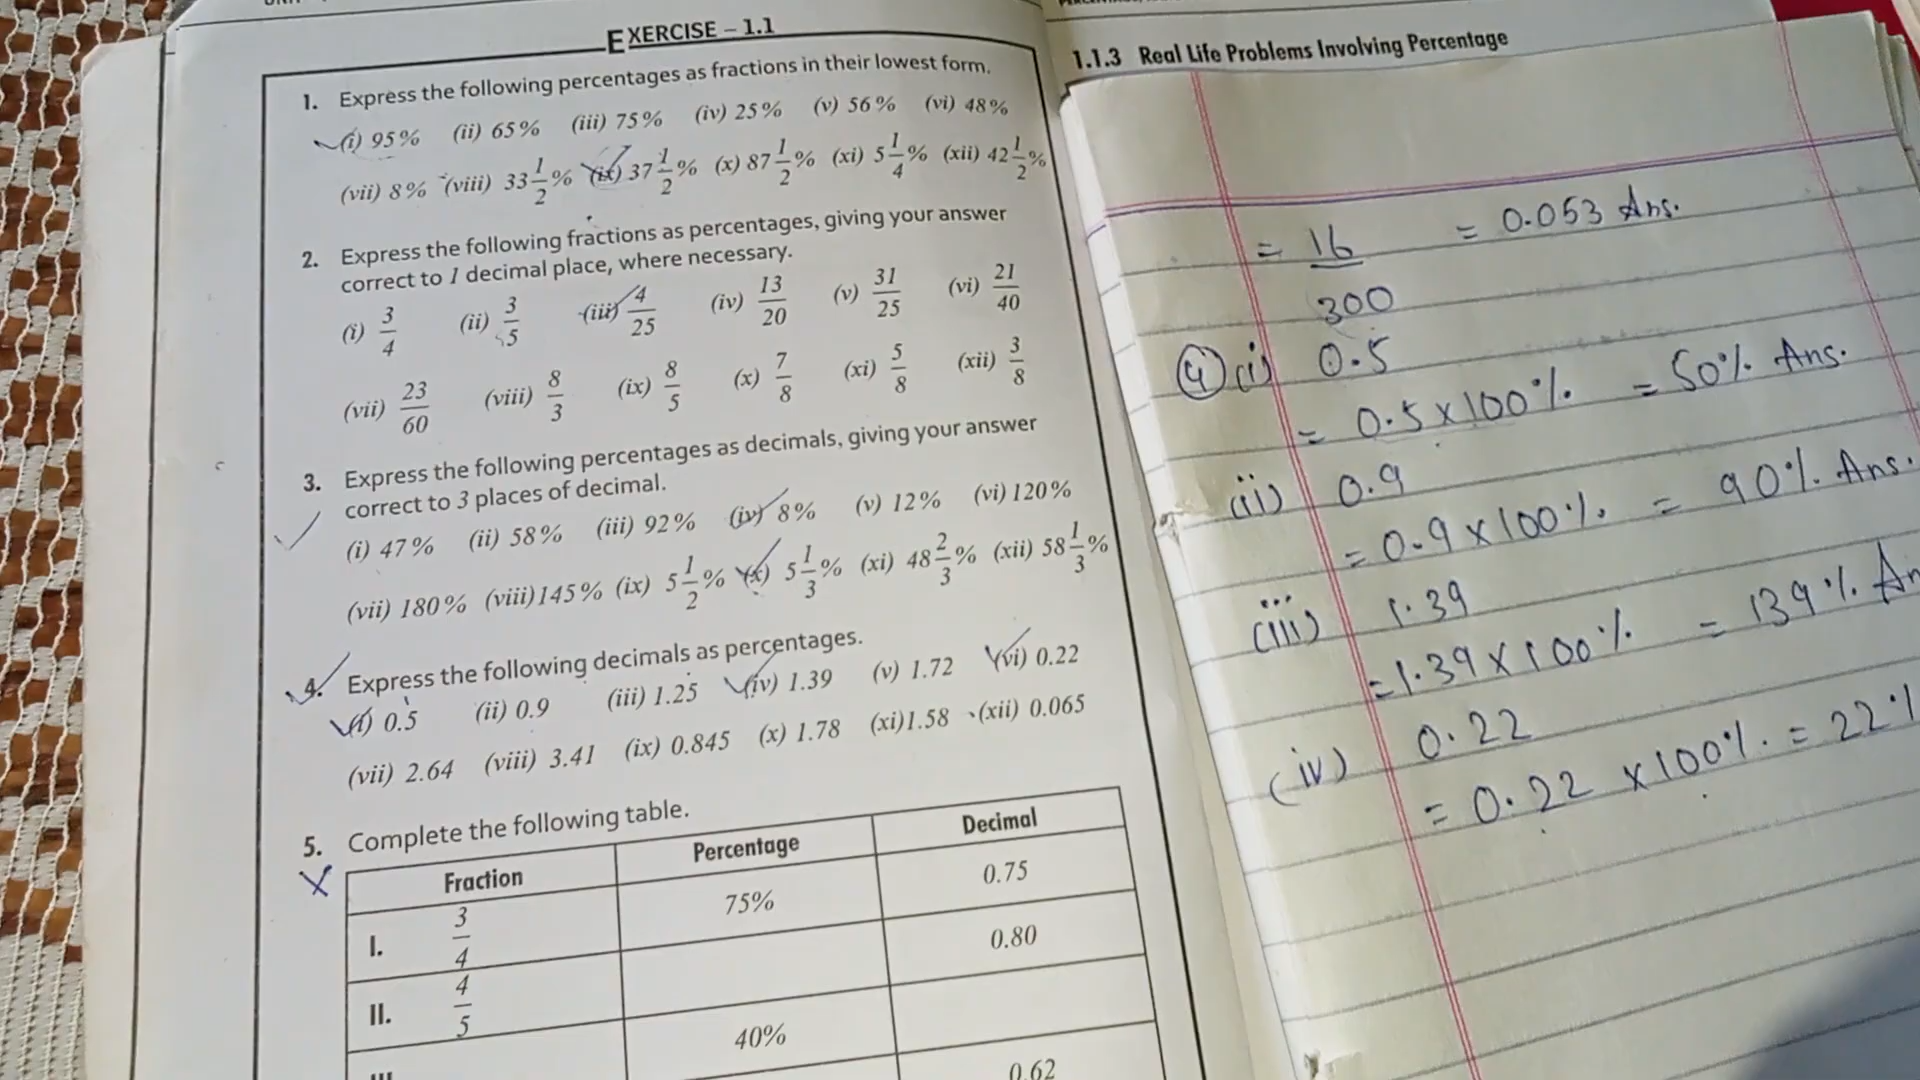 EXERCISE – 1.1
1. Express the following percentages as fractions in their lowest form.
(i) 95% (ii) 65% (iii) 75% (iv) 25% (v) 56% (vi) 48%
(vii) 8% (viii) 33 1/2% (ix) 37 1/2% (x) 87 1/2% (xi) 5 1/4% (xii) 42 1/2%
2. Express the following fractions as percentages, giving your answer
correct to 1 decimal place, where necessary.
(i) 3/4 (ii) 3/5 (iii) 4/25 (iv) 13/20 (v) 31/25 (vi) 21/40
(vii) 23/60 (viii) 8/3 (ix) 8/5 (x) 7/8 (xi) 5/8 (xii) 3/8
3. Express the following percentages as decimals, giving your answer
correct to 3 places of decimal.
(i) 47% (ii) 58% (iii) 92% (iv) 8% (v) 12% (vi) 120%
(vii) 180% (viii) 145% (ix) 5 1/2% (x) 5 1/3% (xi) 48 2/3% (xii) 58 1/3%
4. Express the following decimals as percentages.
(i) 0.5 (ii) 0.9 (iii) 1.25 (iv) 1.39 (v) 1.72 (vi) 0.22
(vii) 2.64 (viii) 3.41 (ix) 0.845 (x) 1.78 (xi) 1.58 (xii) 0.065
5. Complete the following table.
Fraction Percentage Decimal
I. 3/4 75% 0.75
II. 4/5 0.80
III. 40%
0.62
1.1.3 Real Life Problems Involving Percentage
= 16/300 = 0.053 Ans.
4 (i) 0.5
= 0.5 x 100% = 50% Ans.
(ii) 0.9
= 0.9 x 100% = 90% Ans.
(iii) 1.39
= 1.39 x 100% = 139% An
(iv) 0.22
= 0.22 x 100% = 22%